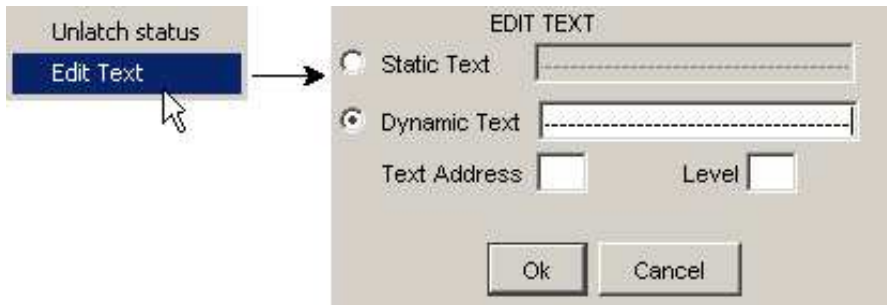 Unlatch status
Edit Text
EDIT TEXT
Static Text ------------------------------------
Dynamic Text ------------------------------------
Text Address Level
Ok Cancel